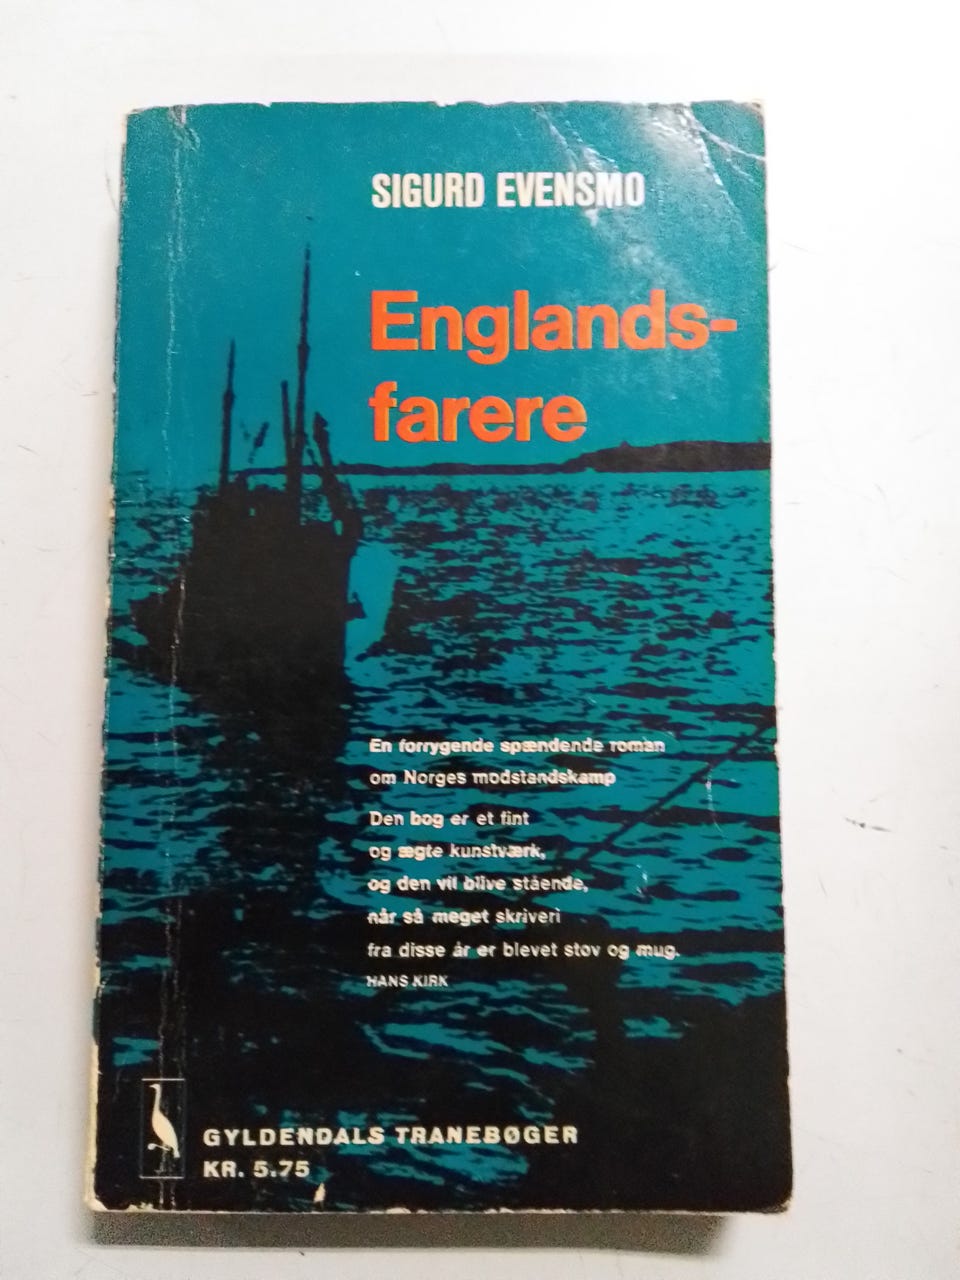 SIGURD EVENSMO
Englands-
farere
En forrygende spændende roman
om Norges modstandskamp
Den bog er et fint
og ægte kunstværk,
og den vil blive stående,
når så meget skriveri
fra disse år er blevet støv og mug.
HANS KIRK
GYLDENDALS TRANEBØGER
KR. 5.75